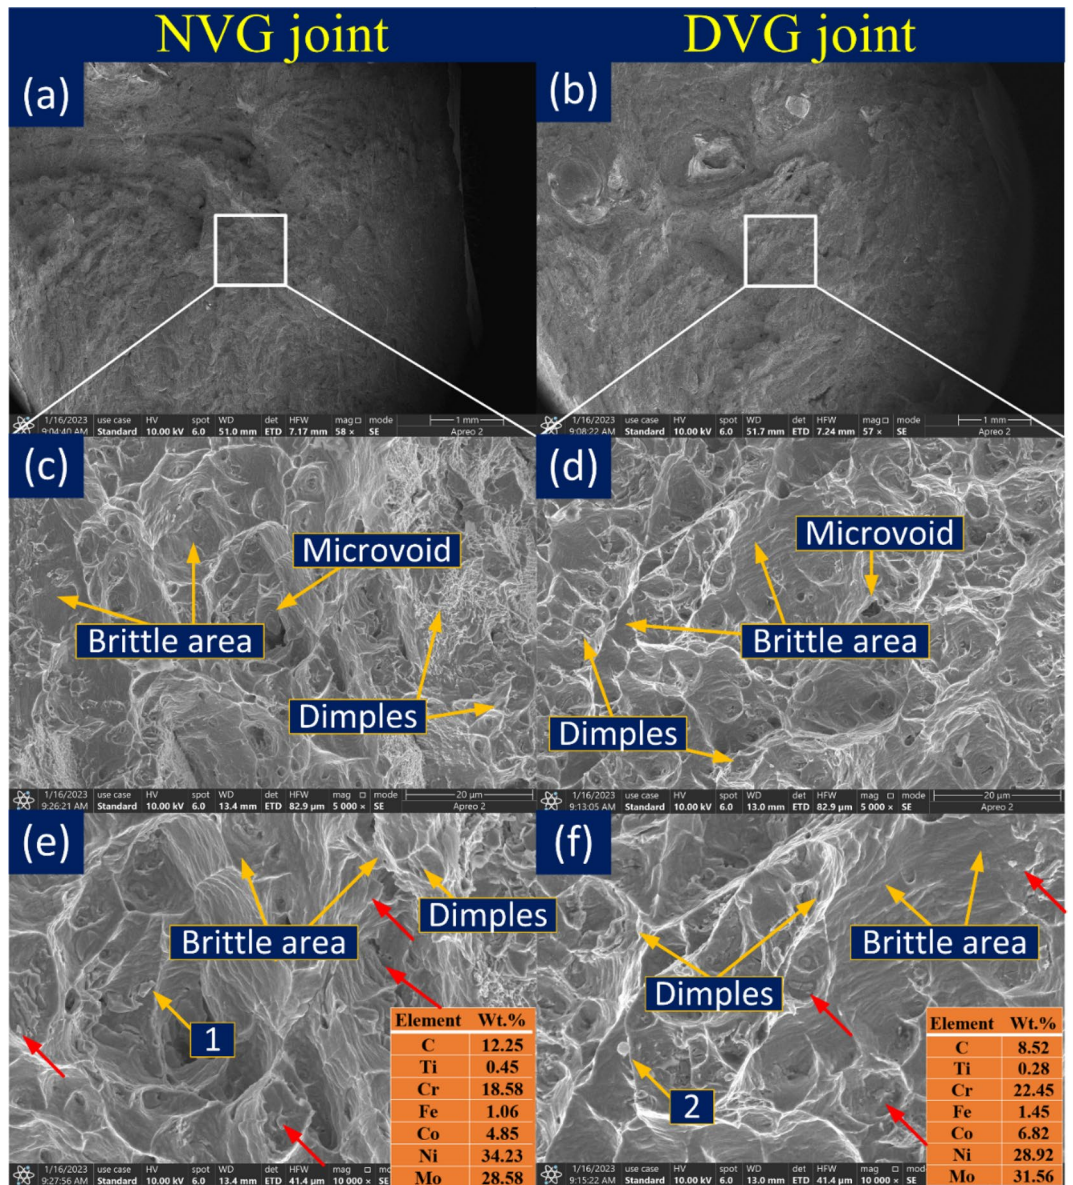 NVG joint
DVG joint
(a)
(b)
1/16/2023 use case HV spot WD det HFW mag □ mode 1 mm
9:04:40 AM Standard 10.00 kV 6.0 51.0 mm ETD 7.17 mm 58 × SE Apreo 2
1/16/2023 use case HV spot WD det HFW mag □ mode 1 mm
9:08:22 AM Standard 10.00 kV 6.0 51.7 mm ETD 7.24 mm 57 × SE Apreo 2
(c)
Microvoid
Brittle area
Dimples
(d)
Microvoid
Brittle area
Dimples
1/16/2023 use case HV spot WD det HFW mag □ mode 20 μm
9:26:21 AM Standard 10.00 kV 6.0 13.4 mm ETD 82.9 μm 5 000 × SE Apreo 2
1/16/2023 use case HV spot WD det HFW mag □ mode 20 μm
9:13:05 AM Standard 10.00 kV 6.0 13.0 mm ETD 82.9 μm 5 000 × SE Apreo 2
(e)
Dimples
Brittle area
1
Element Wt.%
C 12.25
Ti 0.45
Cr 18.58
Fe 1.06
Co 4.85
Ni 34.23
Mo 28.58
1/16/2023 use case HV spot WD det HFW mag □
9:27:56 AM Standard 10.00 kV 6.0 13.4 mm ETD 41.4 μm 10 000 ×
(f)
Brittle area
Dimples
2
Element Wt.%
C 8.52
Ti 0.28
Cr 22.45
Fe 1.45
Co 6.82
Ni 28.92
Mo 31.56
1/16/2023 use case HV spot WD det HFW mag □ mode
9:15:22 AM Standard 10.00 kV 6.0 13.0 mm ETD 41.4 μm 10 000 × SE